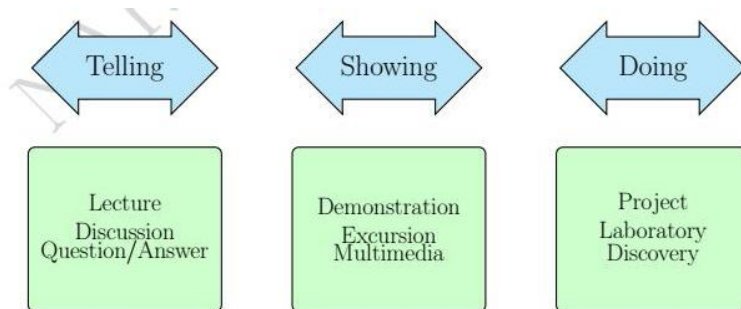 Telling
Showing
Doing
Lecture
Discussion
Question/Answer
Demonstration
Excursion
Multimedia
Project
Laboratory
Discovery